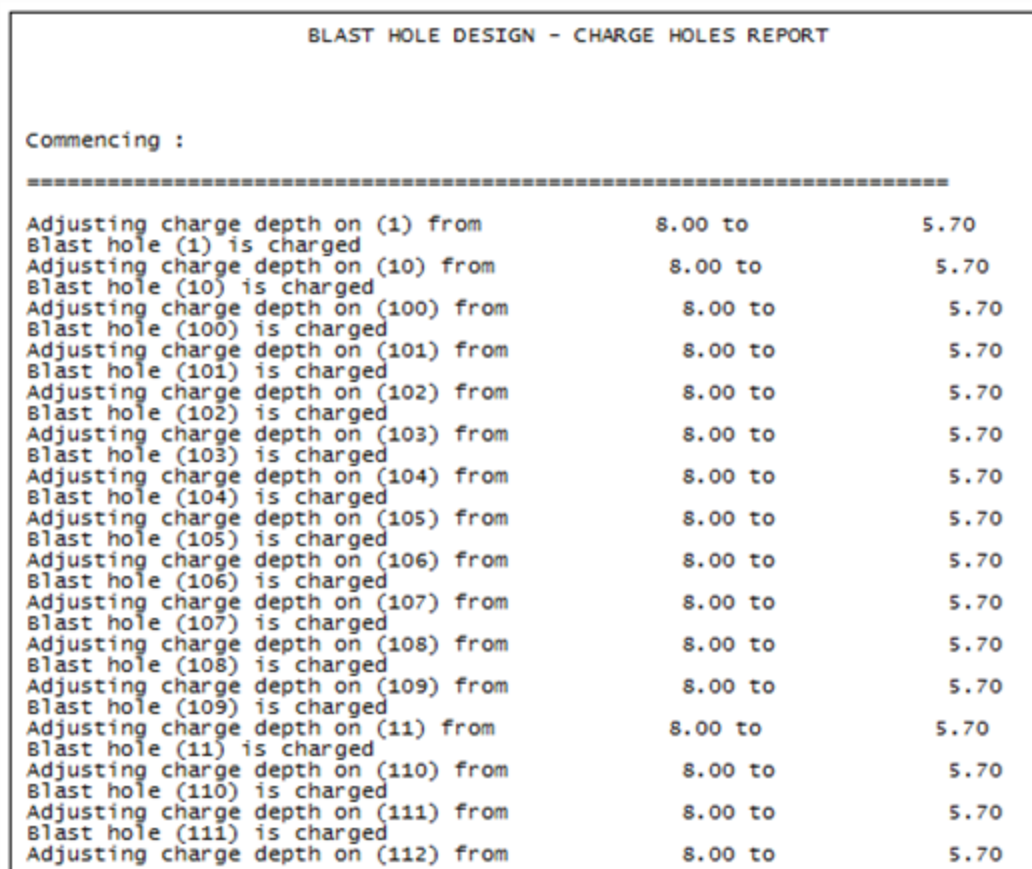 BLAST HOLE DESIGN - CHARGE HOLES REPORT
Commencing :
=====================================================================
Adjusting charge depth on (1) from 8.00 to 5.70
Blast hole (1) is charged
Adjusting charge depth on (10) from 8.00 to 5.70
Blast hole (10) is charged
Adjusting charge depth on (100) from 8.00 to 5.70
Blast hole (100) is charged
Adjusting charge depth on (101) from 8.00 to 5.70
Blast hole (101) is charged
Adjusting charge depth on (102) from 8.00 to 5.70
Blast hole (102) is charged
Adjusting charge depth on (103) from 8.00 to 5.70
Blast hole (103) is charged
Adjusting charge depth on (104) from 8.00 to 5.70
Blast hole (104) is charged
Adjusting charge depth on (105) from 8.00 to 5.70
Blast hole (105) is charged
Adjusting charge depth on (106) from 8.00 to 5.70
Blast hole (106) is charged
Adjusting charge depth on (107) from 8.00 to 5.70
Blast hole (107) is charged
Adjusting charge depth on (108) from 8.00 to 5.70
Blast hole (108) is charged
Adjusting charge depth on (109) from 8.00 to 5.70
Blast hole (109) is charged
Adjusting charge depth on (11) from 8.00 to 5.70
Blast hole (11) is charged
Adjusting charge depth on (110) from 8.00 to 5.70
Blast hole (110) is charged
Adjusting charge depth on (111) from 8.00 to 5.70
Blast hole (111) is charged
Adjusting charge depth on (112) from 8.00 to 5.70